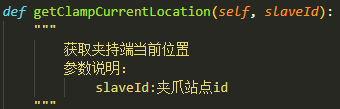 def getClampCurrentLocation(self, slaveId):
"""
获取夹持端当前位置
参数说明:
slaveId:夹爪站点id
"""